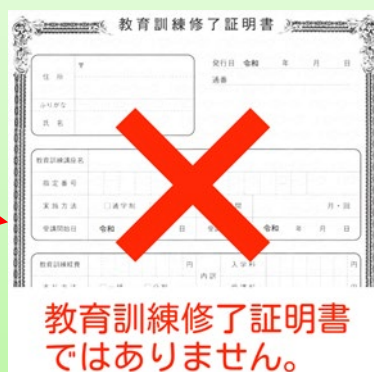 教育訓練修了証明書
〒
住 所
発行日 令和 年 月 日
通番
ふりがな
氏 名
教育訓練講座名
指定番号
実施方法 □通学制
月・回
受講開始日 令和 日 令和 年 月 日
教育訓練経費 円 入学料 円
内訳
教育訓練修了証明書
ではありません。